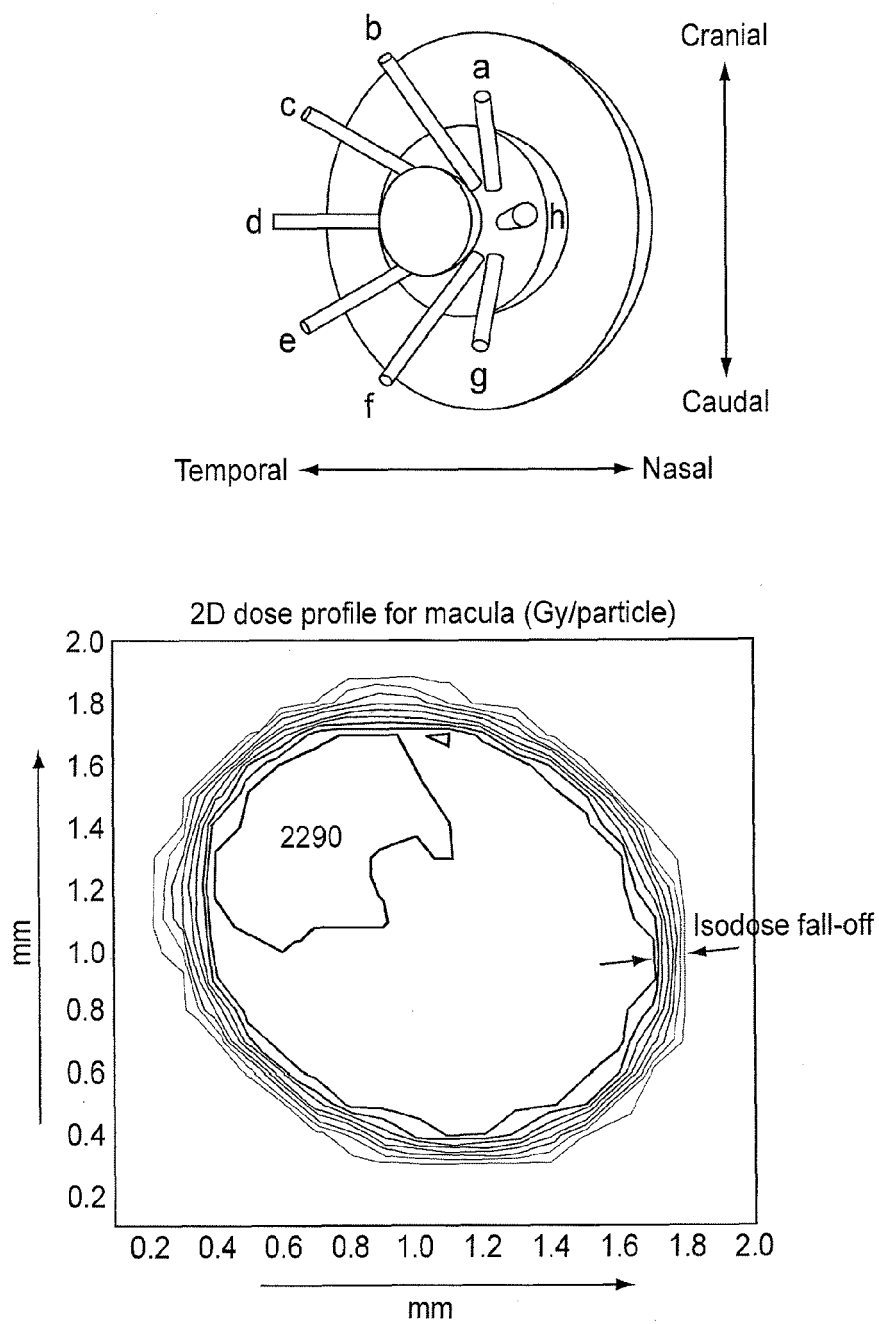 b
a
Cranial
c
d
h
e
f
g
Caudal
Temporal
Nasal
2D dose profile for macula (Gy/particle)
2.0
1.8
1.6
1.4
1.2
1.0
0.8
0.6
0.4
0.2
mm
2290
Isodose fall-off
0.2 0.4 0.6 0.8 1.0 1.2 1.4 1.6 1.8 2.0
mm